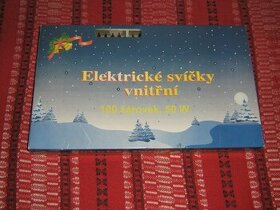 Elektrické svíčky
vnitřní
100 žárovek, 50 W